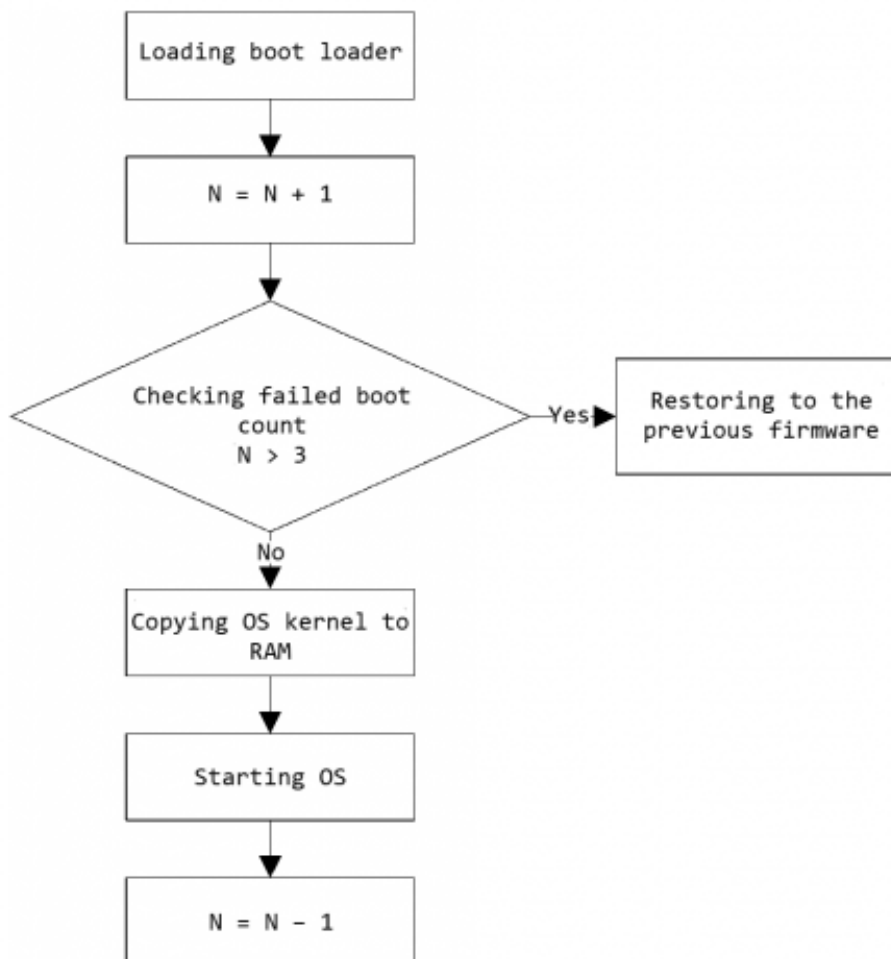 Loading boot loader
N = N + 1
Checking failed boot
count
N > 3
Yes
Restoring to the
previous firmware
No
Copying OS kernel to
RAM
Starting OS
N = N – 1